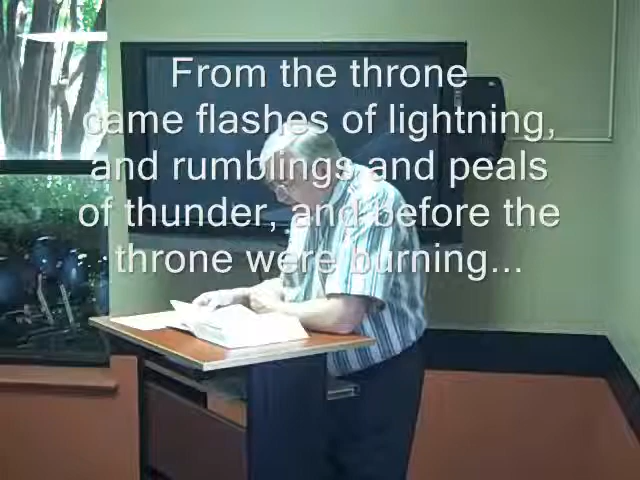 From the throne
came flashes of lightning,
and rumblings and peals
of thunder, and before the
throne were burning...